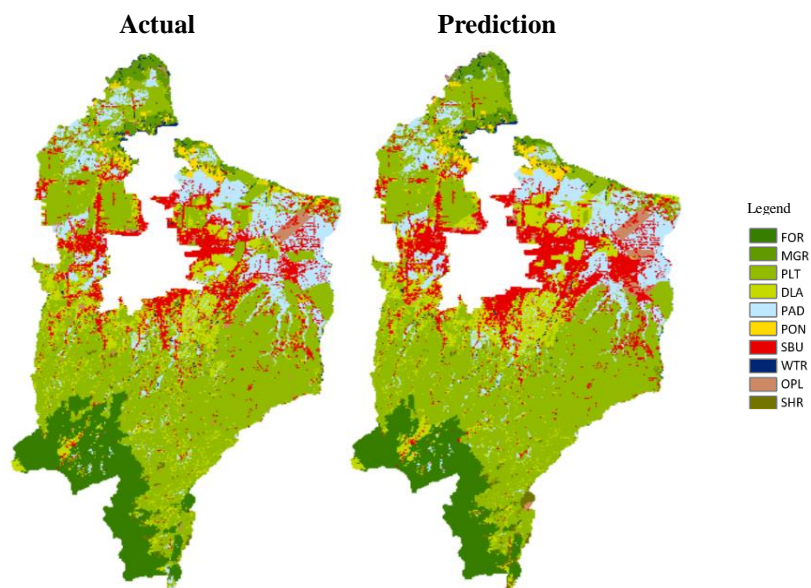 Actual
Prediction
Legend
FOR
MGR
PLT
DLA
PAD
PON
SBU
WTR
OPL
SHR